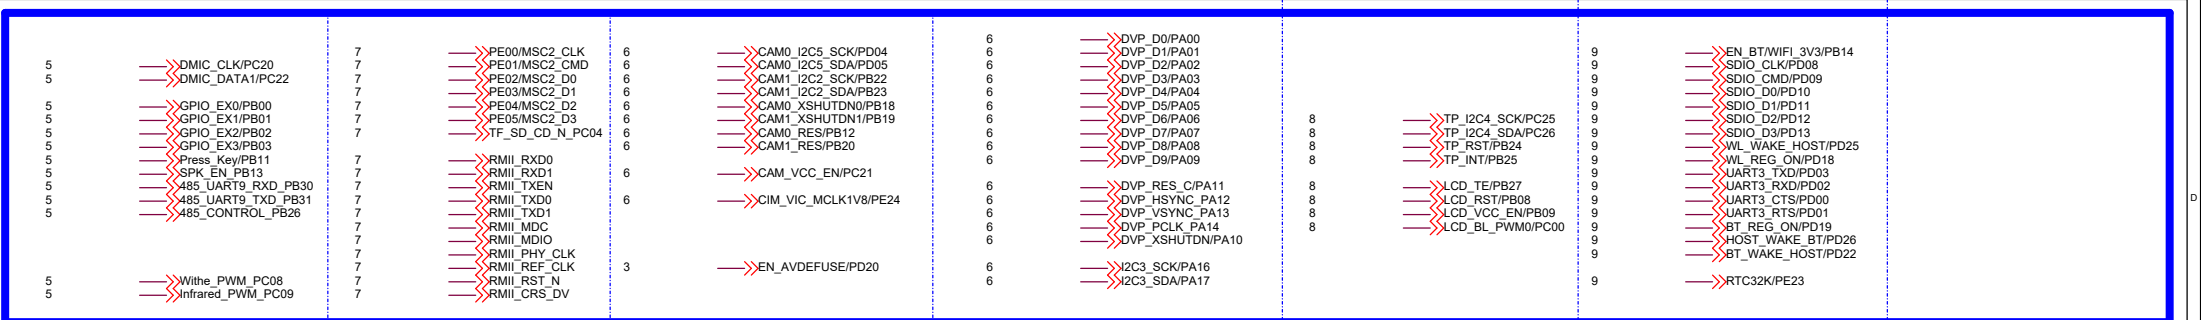 5 DMIC_CLK/PC20
5 DMIC_DATA1/PC22
5 GPIO_EX0/PB00
5 GPIO_EX1/PB01
5 GPIO_EX2/PB02
5 GPIO_EX3/PB03
5 Press_Key/PB11
5 SPK_EN_PB13
5 485_UART9_RXD_PB30
5 485_UART9_TXD_PB31
5 485_CONTROL_PB26
5 Withe_PWM_PC08
5 Infrared_PWM_PC09
7 PE00/MSC2_CLK
7 PE01/MSC2_CMD
7 PE02/MSC2_D0
7 PE03/MSC2_D1
7 PE04/MSC2_D2
7 PE05/MSC2_D3
7 TF_SD_CD_N_PC04
7 RMII_RXD0
7 RMII_RXD1
7 RMII_TXEN
7 RMII_TXD0
7 RMII_TXD1
7 RMII_MDC
7 RMII_MDIO
7 RMII_PHY_CLK
7 RMII_REF_CLK
7 RMII_RST_N
7 RMII_CRS_DV
6 CAM0_I2C5_SCK/PD04
6 CAM0_I2C5_SDA/PD05
6 CAM1_I2C2_SCK/PB22
6 CAM1_I2C2_SDA/PB23
6 CAM0_XSHUTDN0/PB18
6 CAM1_XSHUTDN1/PB19
6 CAM0_RES/PB12
6 CAM1_RES/PB20
6 CAM_VCC_EN/PC21
6 CIM_VIC_MCLK1V8/PE24
3 EN_AVDEFUSE/PD20
6 DVP_D0/PA00
6 DVP_D1/PA01
6 DVP_D2/PA02
6 DVP_D3/PA03
6 DVP_D4/PA04
6 DVP_D5/PA05
6 DVP_D6/PA06
6 DVP_D7/PA07
6 DVP_D8/PA08
6 DVP_D9/PA09
6 DVP_RES_C/PA11
6 DVP_HSYNC_PA12
6 DVP_VSYNC_PA13
6 DVP_PCLK_PA14
6 DVP_XSHUTDN/PA10
6 I2C3_SCK/PA16
6 I2C3_SDA/PA17
8 TP_I2C4_SCK/PC25
8 TP_I2C4_SDA/PC26
8 TP_RST/PB24
8 TP_INT/PB25
8 LCD_TE/PB27
8 LCD_RST/PB08
8 LCD_VCC_EN/PB09
8 LCD_BL_PWM0/PC00
9 EN_BT/WIFI_3V3/PB14
9 SDIO_CLK/PD08
9 SDIO_CMD/PD09
9 SDIO_D0/PD10
9 SDIO_D1/PD11
9 SDIO_D2/PD12
9 SDIO_D3/PD13
9 WL_WAKE_HOST/PD25
9 WL_REG_ON/PD18
9 UART3_TXD/PD03
9 UART3_RXD/PD02
9 UART3_CTS/PD00
9 UART3_RTS/PD01
9 BT_REG_ON/PD19
9 HOST_WAKE_BT/PD26
9 BT_WAKE_HOST/PD22
9 RTC32K/PE23
D